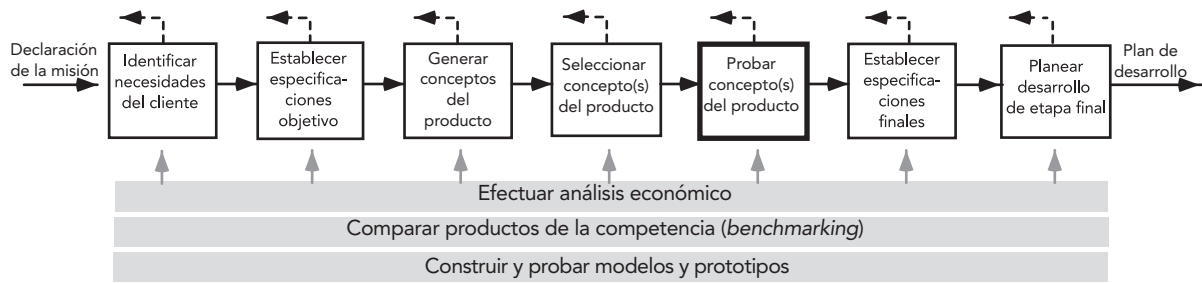 Declaración
de la misión
Identificar
necesidades
del cliente
Establecer
especifica-
ciones
objetivo
Generar
conceptos
del
producto
Seleccionar
concepto(s)
del producto
Probar
concepto(s)
del producto
Establecer
especifica-
ciones
finales
Planear
desarrollo
de etapa final
Plan de
desarrollo
Efectuar análisis económico
Comparar productos de la competencia (benchmarking)
Construir y probar modelos y prototipos